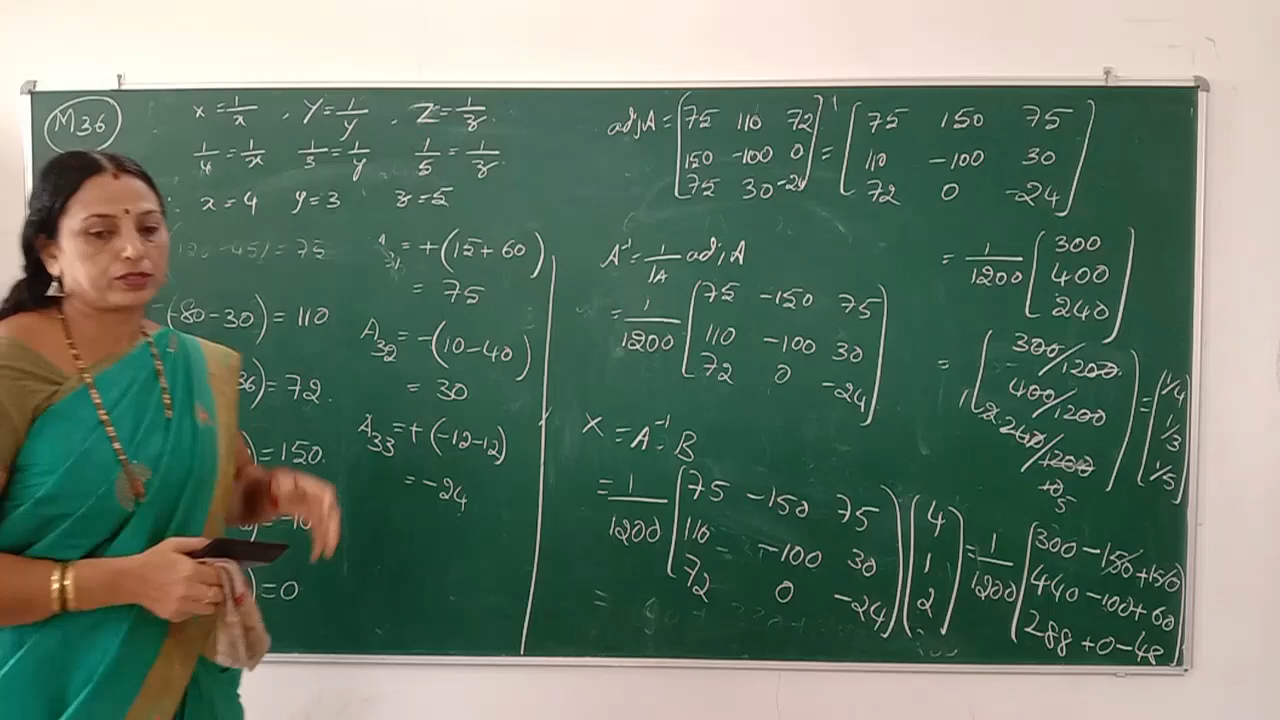 M36
x = 1/x , y = 1/y , z = 1/z
1/4 = 1/x 1/3 = 1/y 1/5 = 1/z
∴ x = 4 y = 3 z = 5
-45) = 75
-(-80-30) = 110
36) = 72.
) = 150.
) = 0
A31 = +(15+60)
= 75
A32 = -(10-40)
= 30
A33 = +(-12-12)
= -24
adjA = [75 110 72 150 -100 0 75 30 -24]' = [75 150 75 110 -100 30 72 0 -24]
A⁻¹ = 1/|A adjA
= 1/1200 [75 -150 75 110 -100 30 72 0 -24]
X = A⁻¹ B
= 1/1200 [75 -150 75 110 -100 30 72 0 -24] (4 1 2) = 1/1200 [300-150+150 440-100+60 288+0-48]
= 1/1200 [300 400 240]
= [300/1200 400/1200 240/1200] = [1/4 1/3 1/5]